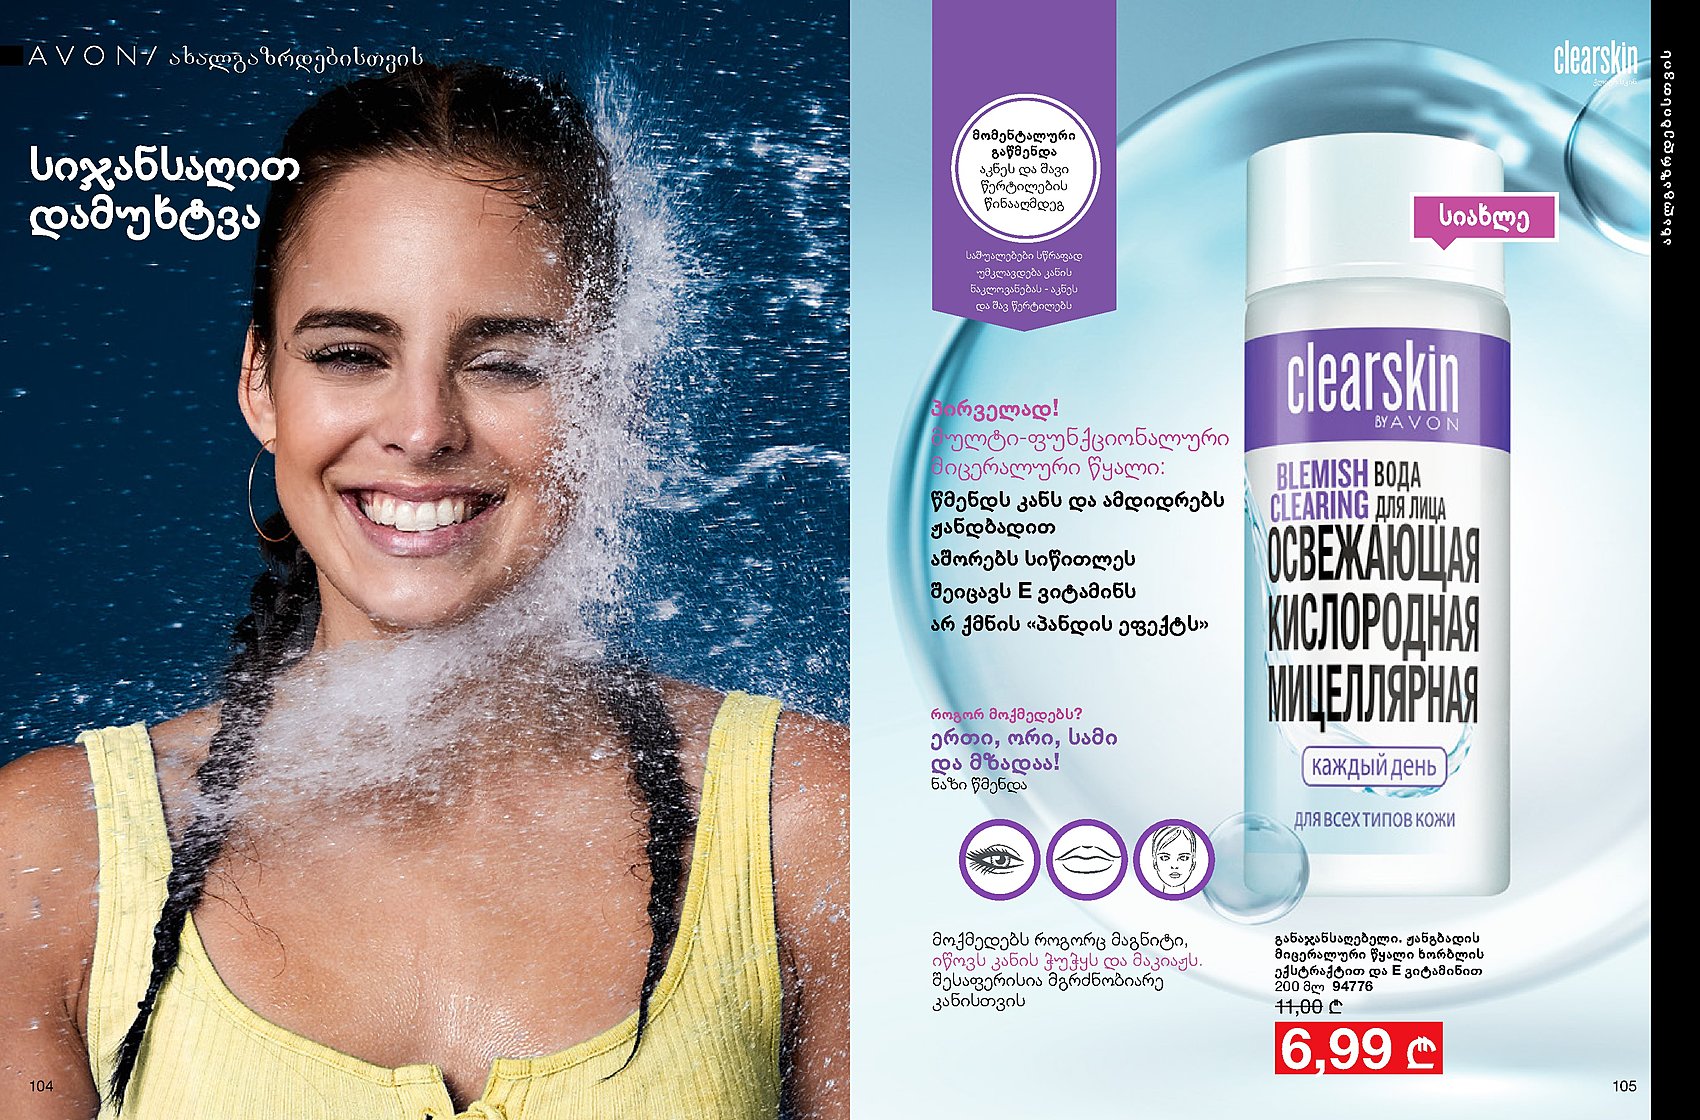 AVON / ახალგაზრდებისთვის
სიჯანსაღით
დამუხტვა
104
მომენტალური
გაწმენდა
აკნეს და შავი
წერტილების
წინააღმდეგ
საშუალებები სწრაფად
უმკლავდება კანის
ნაკლოვანებას - აკნეს
და შავ წერტილებს
პირველად!
მულტი-ფუნქციონალური
მიცერალური წყალი:
წმენდს კანს და ამდიდრებს
ჟანდბადით
აშორებს სიწითლეს
შეიცავს E ვიტამინს
არ ქმნის «პანდის ეფექტს»
როგორ მოქმედებს?
ერთი, ორი, სამი
და მზადაა!
ნაზი წმენდა
მოქმედებს როგორც მაგნიტი,
იწოვს კანის ჭუჭყს და მაკიაჟს.
შესაფერისია მგრძნობიარე
კანისთვის
clearskin
სიახლე
clearskin
BY AVON
BLEMISH ВОДА
CLEARING ДЛЯ ЛИЦА
ОСВЕЖАЮЩАЯ
КИСЛОРОДНАЯ
МИЦЕЛЛЯРНАЯ
каждый день
ДЛЯ ВСЕХ ТИПОВ КОЖИ
განაჯანსაღებელი. ჟანგბადის
მიცერალური წყალი ხორბლის
ექსტრაქტით და E ვიტამინით
200 მლ 94776
11,00 ₾
6,99 ₾
ახალგაზრდებისთვის
105